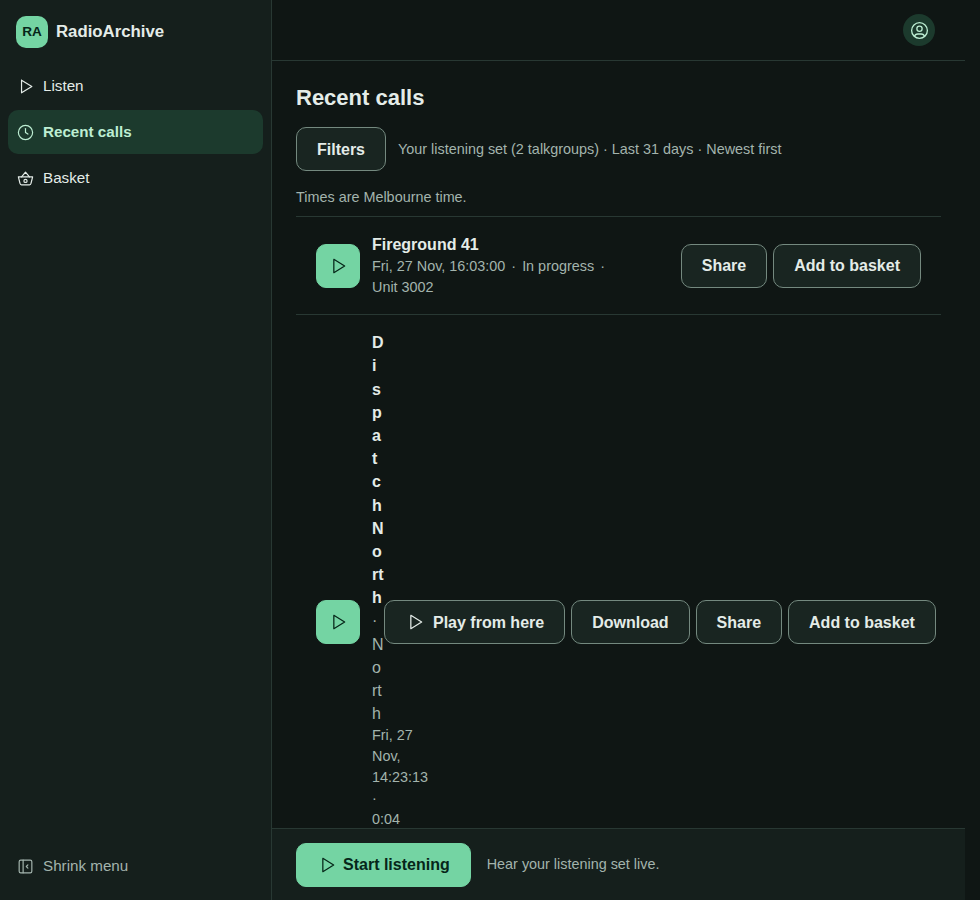 RA RadioArchive
Listen
Recent calls
Basket
Shrink menu
Recent calls
Filters Your listening set (2 talkgroups) · Last 31 days · Newest first
Times are Melbourne time.
Fireground 41
Fri, 27 Nov, 16:03:00 · In progress ·
Unit 3002
Share Add to basket
D
i
s
p
a
t
c
h
N
o
rt
h
·
N
o
rt
h
Fri, 27
Nov,
14:23:13
·
0:04
Play from here Download Share Add to basket
Start listening Hear your listening set live.